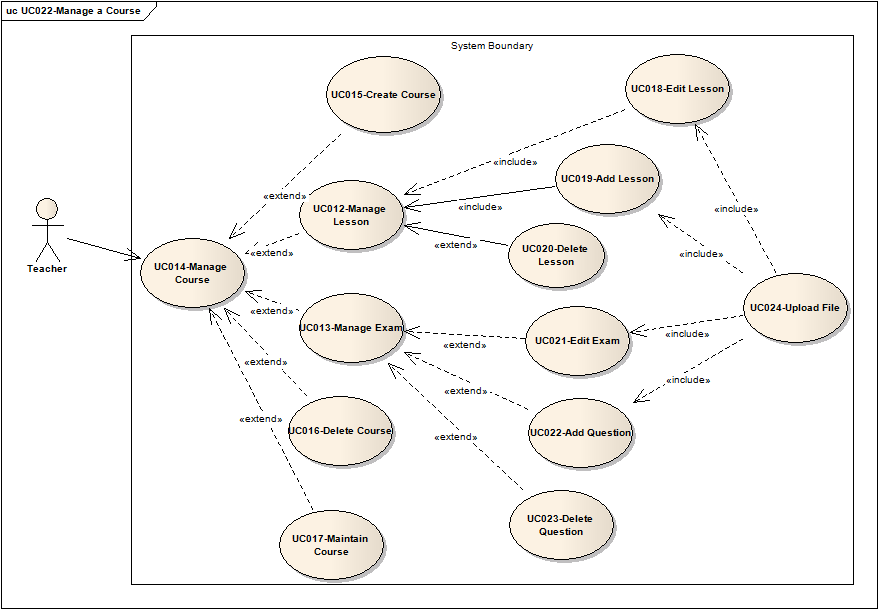 uc UC022-Manage a Course
System Boundary
UC015-Create Course
UC018-Edit Lesson
«include»
UC019-Add Lesson
«extend»
UC012-Manage
Lesson
«include»
«include»
Teacher
«extend»
«extend»
UC020-Delete
Lesson
«include»
UC014-Manage
Course
«extend»
UC013-Manage Exam
UC024-Upload File
«extend»
UC021-Edit Exam
«include»
«extend»
«extend»
«include»
«extend»
UC016-Delete Course
«extend»
UC022-Add Question
UC023-Delete
Question
UC017-Maintain
Course